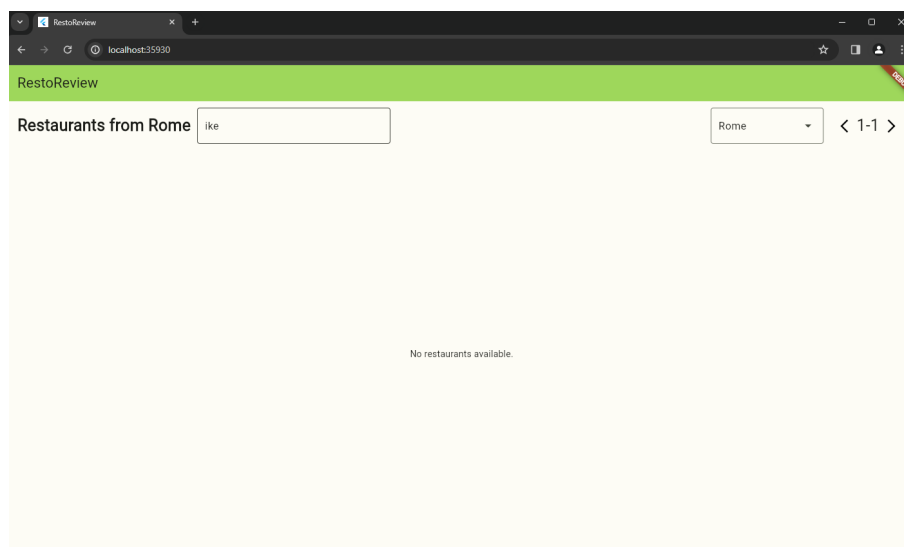 RestoReview
localhost:35930
RestoReview
DEBUG
Restaurants from Rome ike Rome 1-1
No restaurants available.